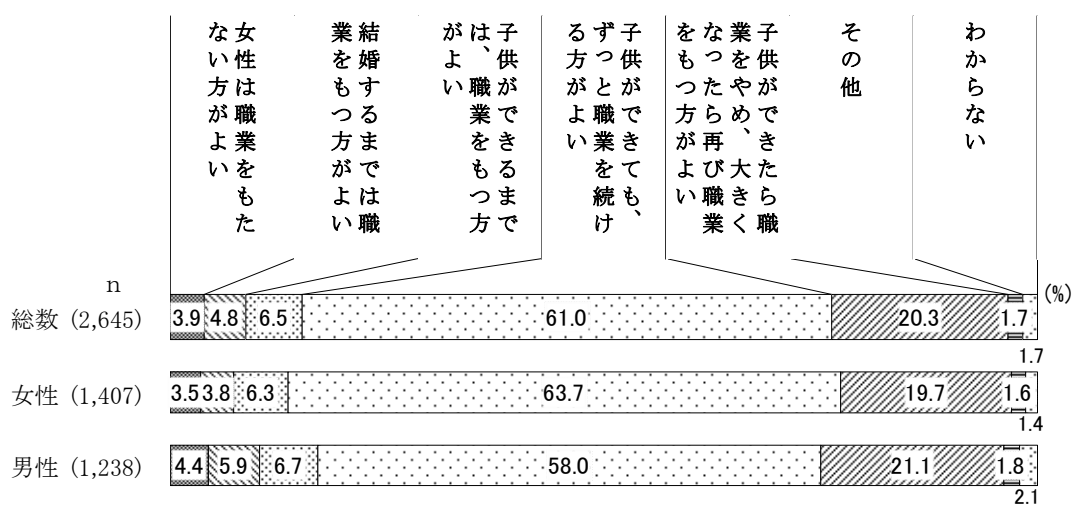 女性は職業をもた
ない方がよい
結婚するまでは職
業をもつ方がよい
子供ができるまで
は、職業をもつ方
がよい
子供ができても、
ずっと職業を続け
る方がよい
子供ができたら職
業をやめ、大きく
なったら再び職業
をもつ方がよい
その他
わからない
n
(%)
総数 (2,645) 3.9 4.8 6.5 61.0 20.3 1.7
1.7
女性 (1,407) 3.5 3.8 6.3 63.7 19.7 1.6
1.4
男性 (1,238) 4.4 5.9 6.7 58.0 21.1 1.8
2.1